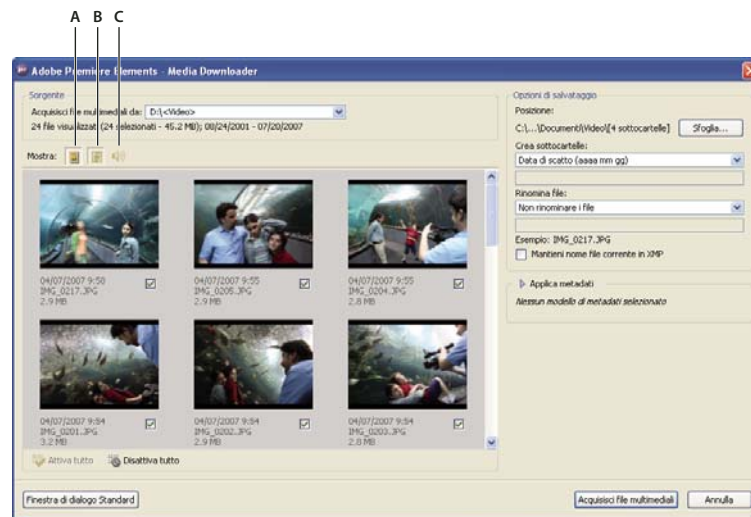 A B C
Adobe Premiere Elements - Media Downloader
Sorgente
Acquisisci file multimediali da: D:\<Video>
24 file visualizzati (24 selezionati - 45.2 MB); 08/24/2001 - 07/20/2007
Mostra:
04/07/2007 9:58
IMG_0217.JPG
2.9 MB
04/07/2007 9:55
IMG_0205.JPG
2.9 MB
04/07/2007 9:55
IMG_0204.JPG
2.8 MB
04/07/2007 9:54
IMG_0201.JPG
3.2 MB
04/07/2007 9:54
IMG_0202.JPG
2.9 MB
04/07/2007 9:54
IMG_0203.JPG
2.8 MB
Attiva tutto Disattiva tutto
Opzioni di salvataggio
Posizione:
C:\...\Documenti\Video\[4 sottocartelle] Sfoglia...
Crea sottocartelle:
Data di scatto (aaaa mm gg)
Rinomina file:
Non rinominare i file
Esempio: IMG_0217.JPG
Mantieni nome file corrente in XMP
Applica metadati
Nessun modello di metadati selezionato
Finestra di dialogo Standard Acquisisci file multimediali Annulla